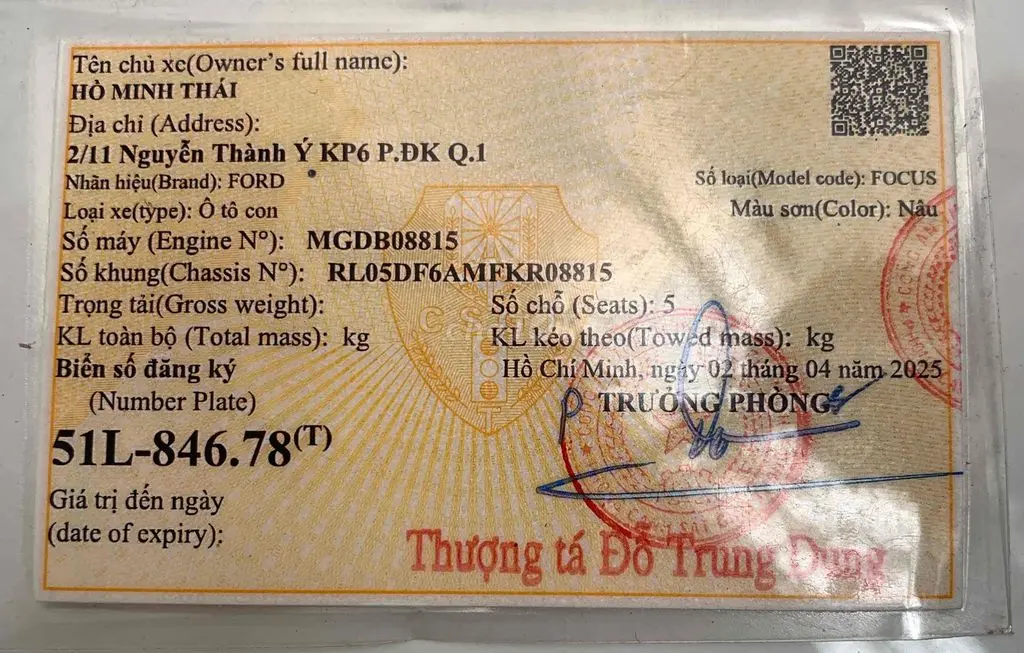 Tên chủ xe(Owner's full name):
HỒ MINH THÁI
Địa chỉ (Address):
2/11 Nguyễn Thành Ý KP6 P.ĐK Q.1
Nhãn hiệu(Brand): FORD
Số loại(Model code): FOCUS
Loại xe(type): Ô tô con
Màu sơn(Color): Nâu
Số máy (Engine N°): MGDB08815
Số khung(Chassis N°): RL05DF6AMFKR08815
Trọng tải(Gross weight):
Số chỗ (Seats): 5
KL toàn bộ (Total mass): kg
KL kéo theo(Towed mass): kg
Biển số đăng ký
Hồ Chí Minh, ngày 02 tháng 04 năm 2025
(Number Plate)
P TRƯỞNG PHÒNG
51L-846.78(T)
Giá trị đến ngày
(date of expiry):
Thượng tá Đỗ Trung Dung